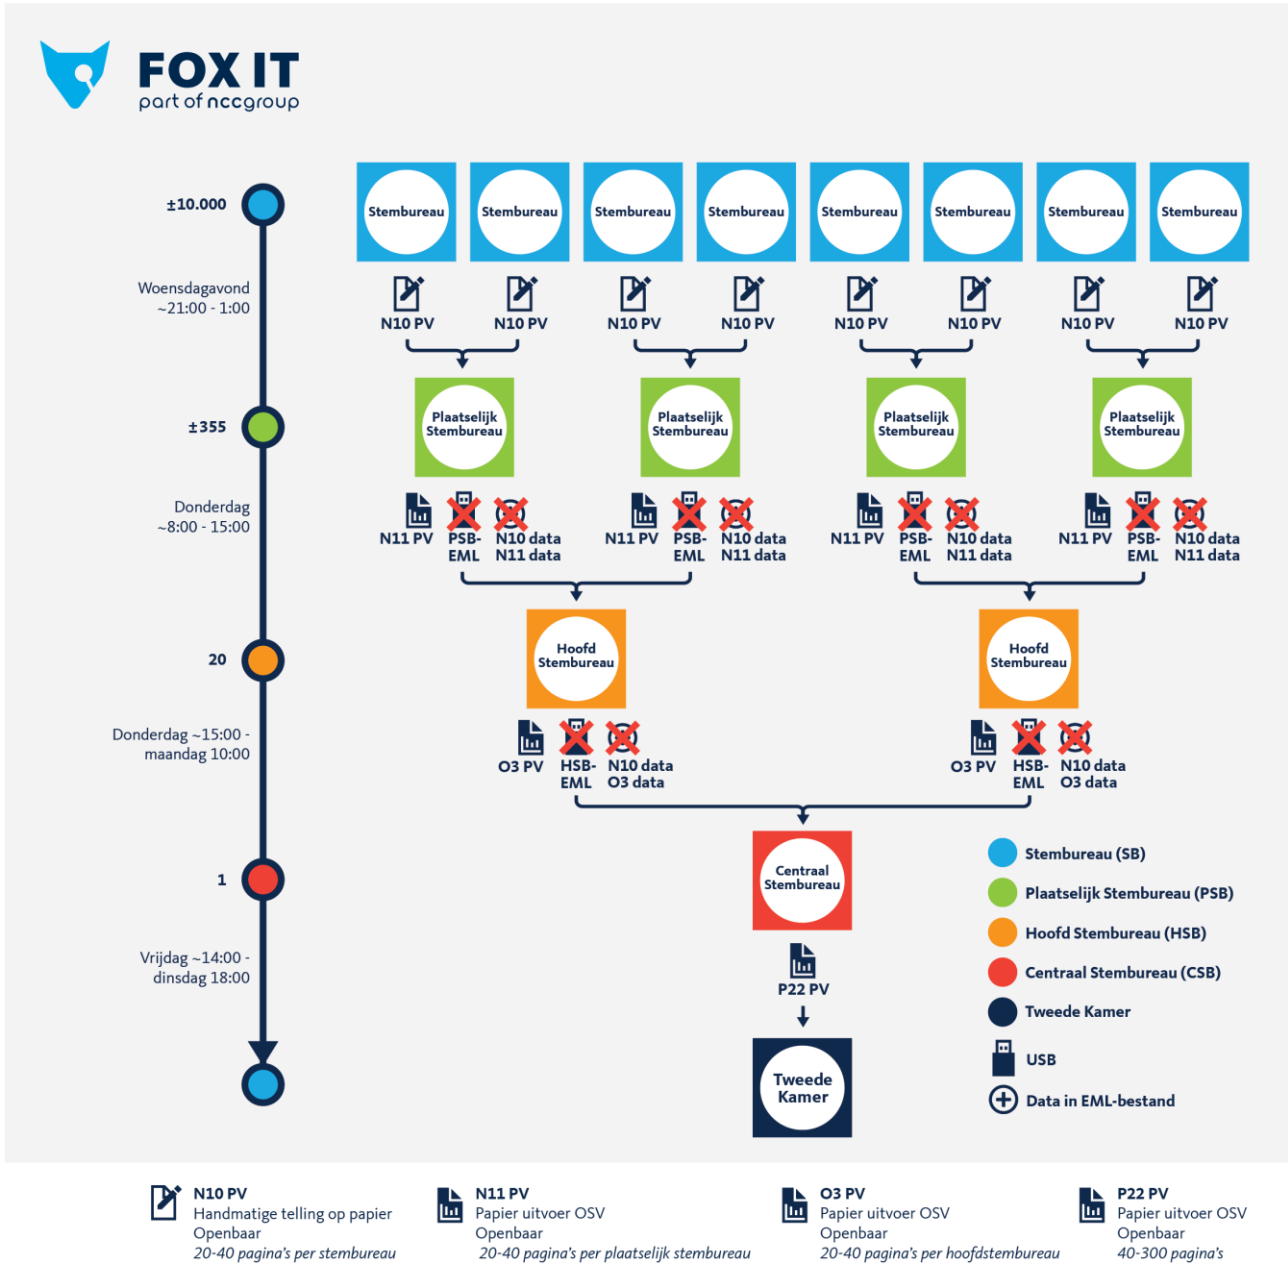 FOX IT
part of nccgroup
±10.000
Stembureau Stembureau Stembureau Stembureau Stembureau Stembureau Stembureau Stembureau
Woensdagavond
~21:00 - 1:00
N10 PV N10 PV N10 PV N10 PV N10 PV N10 PV N10 PV N10 PV
±355
Plaatselijk Plaatselijk Plaatselijk Plaatselijk
Stembureau Stembureau Stembureau Stembureau
Donderdag
~8:00 - 15:00
N11 PV PSB- N10 data N11 PV PSB- N10 data N11 PV PSB- N10 data N11 PV PSB- N10 data
EML N11 data EML N11 data EML N11 data EML N11 data
20
Hoofd Hoofd
Stembureau Stembureau
Donderdag ~15:00 -
maandag 10:00
O3 PV HSB- N10 data O3 PV HSB- N10 data
EML O3 data EML O3 data
1
Centraal
Stembureau
Vrijdag ~14:00 -
dinsdag 18:00
P22 PV
Tweede
Kamer
Stembureau (SB)
Plaatselijk Stembureau (PSB)
Hoofd Stembureau (HSB)
Centraal Stembureau (CSB)
Tweede Kamer
USB
Data in EML-bestand
N10 PV
Handmatige telling op papier
Openbaar
20-40 pagina's per stembureau
N11 PV
Papier uitvoer OSV
Openbaar
20-40 pagina's per plaatselijk stembureau
O3 PV
Papier uitvoer OSV
Openbaar
20-40 pagina's per hoofdstembureau
P22 PV
Papier uitvoer OSV
Openbaar
40-300 pagina's